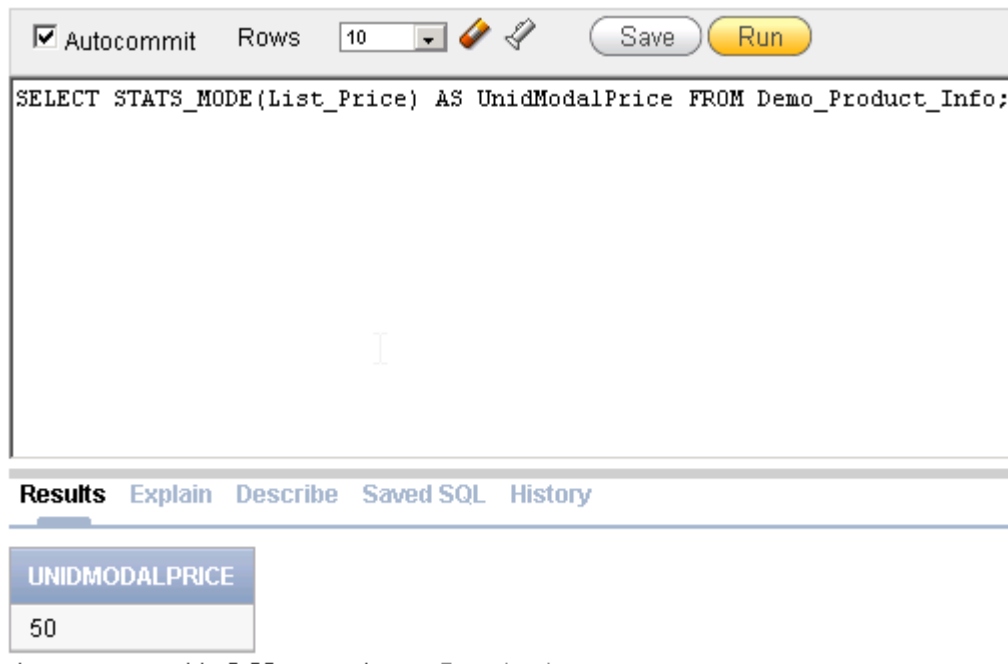 Autocommit Rows 10 Save Run
SELECT STATS_MODE(List_Price) AS UnidModalPrice FROM Demo_Product_Info;
Results Explain Describe Saved SQL History
UNIDMODALPRICE
50